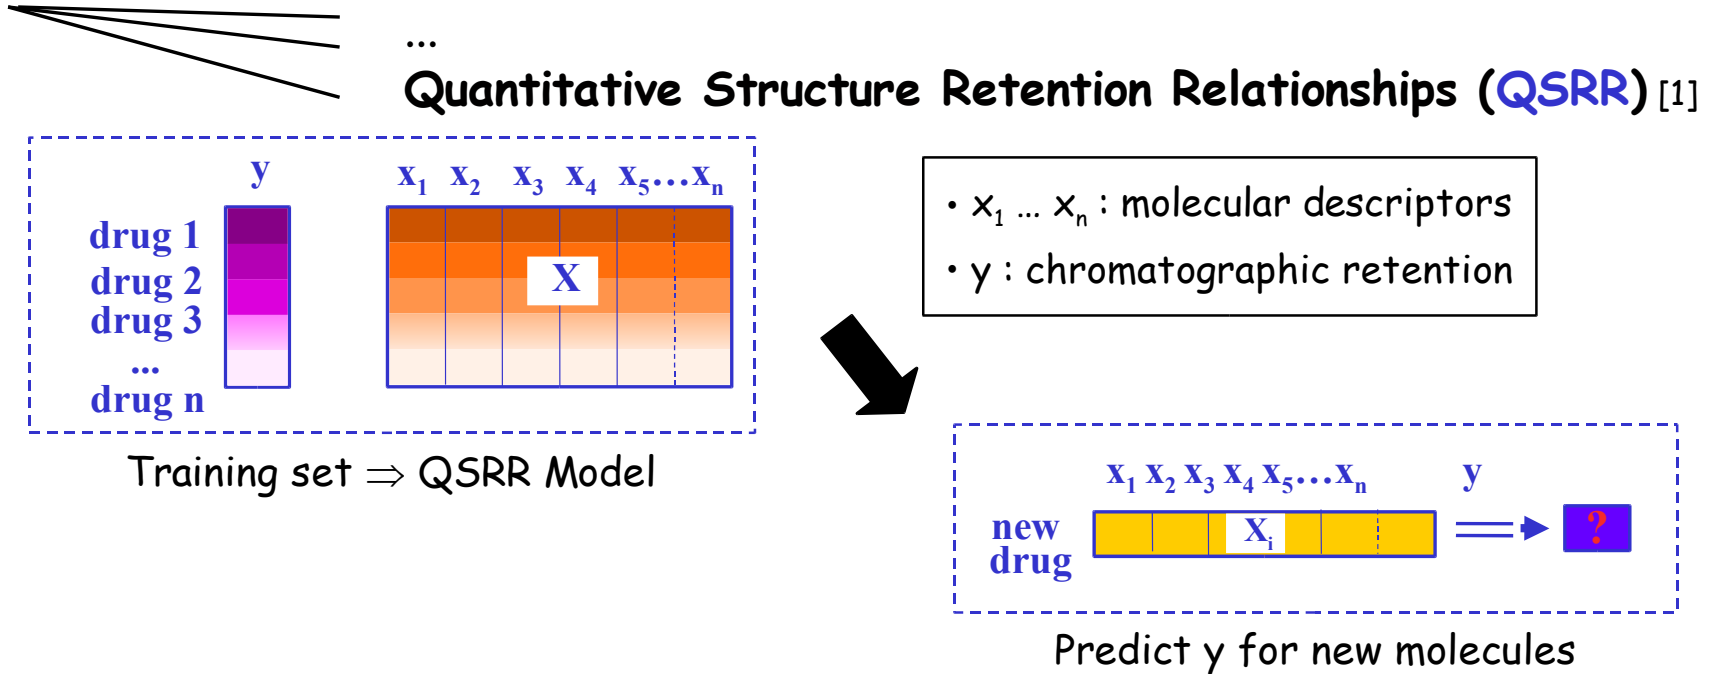 ...
Quantitative Structure Retention Relationships (QSRR) [1]
y
x1 x2 x3 x4 x5...xn
drug 1
drug 2
drug 3
...
drug n
X
Training set ⇒ QSRR Model
• x1 ... xn : molecular descriptors
• y : chromatographic retention
x1 x2 x3 x4 x5...xn y
new
drug
Xi
?
Predict y for new molecules